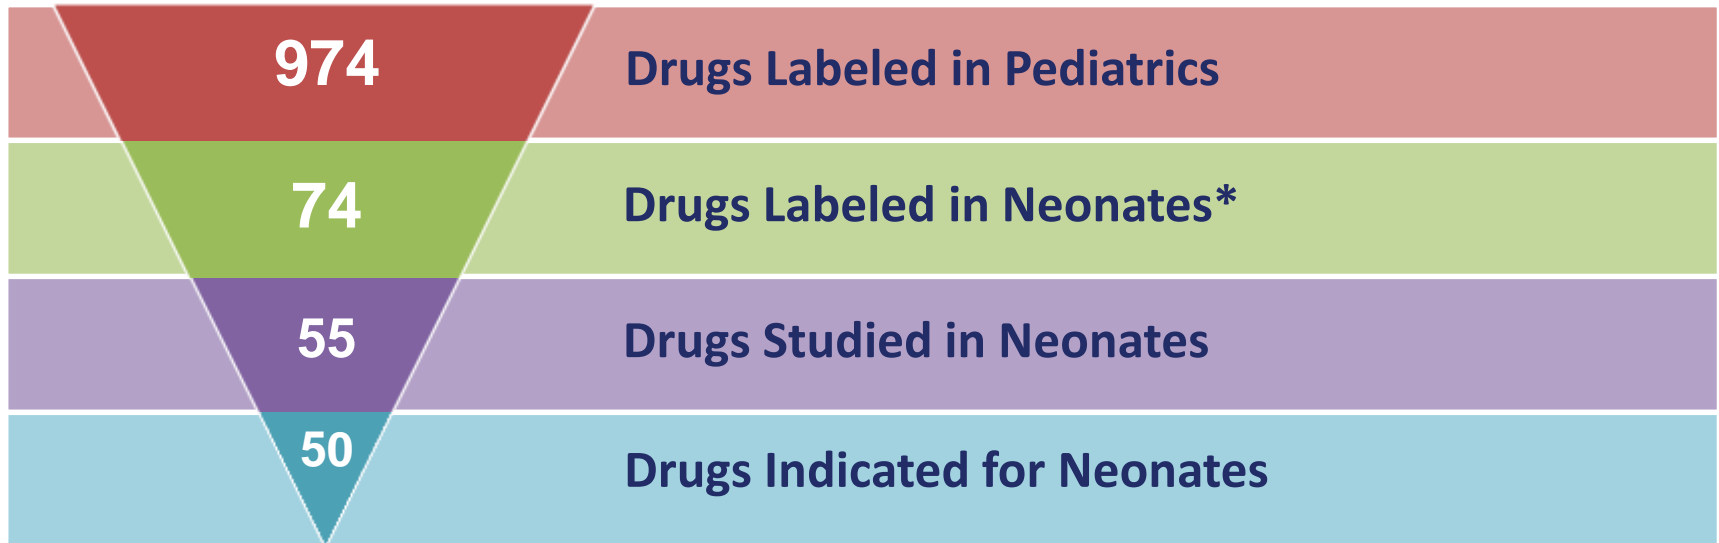 974 Drugs Labeled in Pediatrics
74 Drugs Labeled in Neonates*
55 Drugs Studied in Neonates
50 Drugs Indicated for Neonates